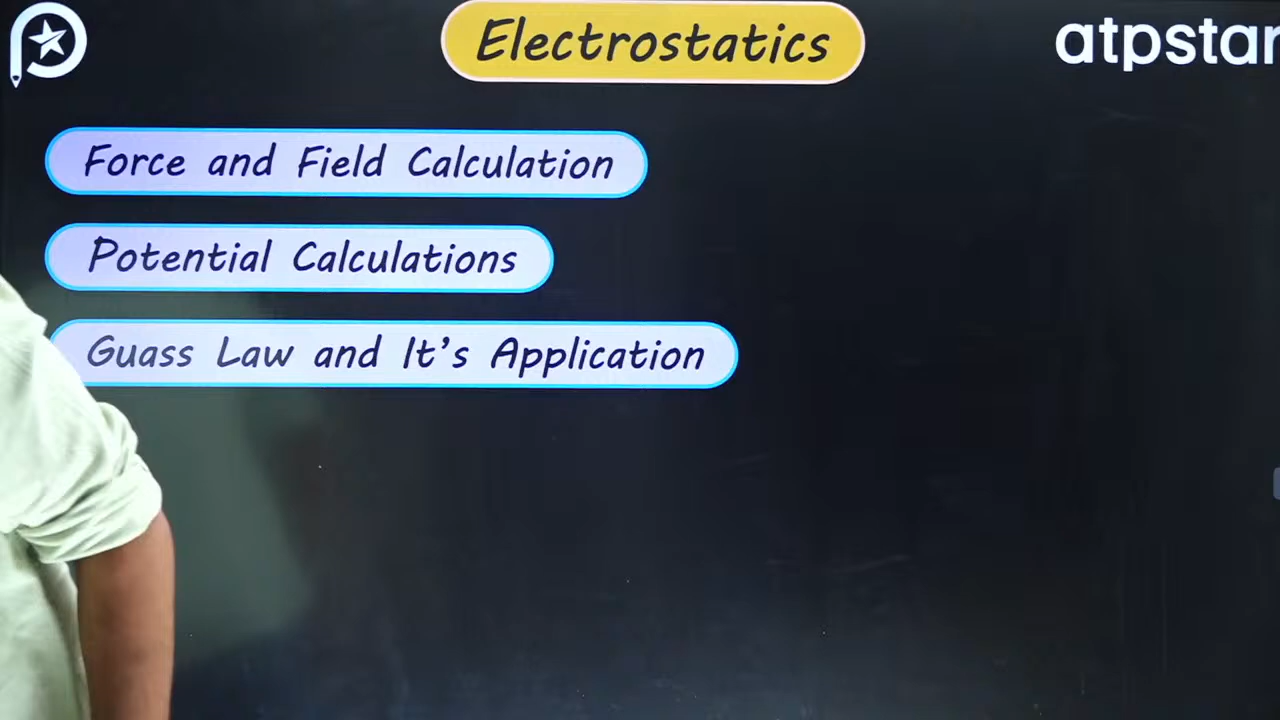 Electrostatics
atpstar
Force and Field Calculation
Potential Calculations
Guass Law and It's Application